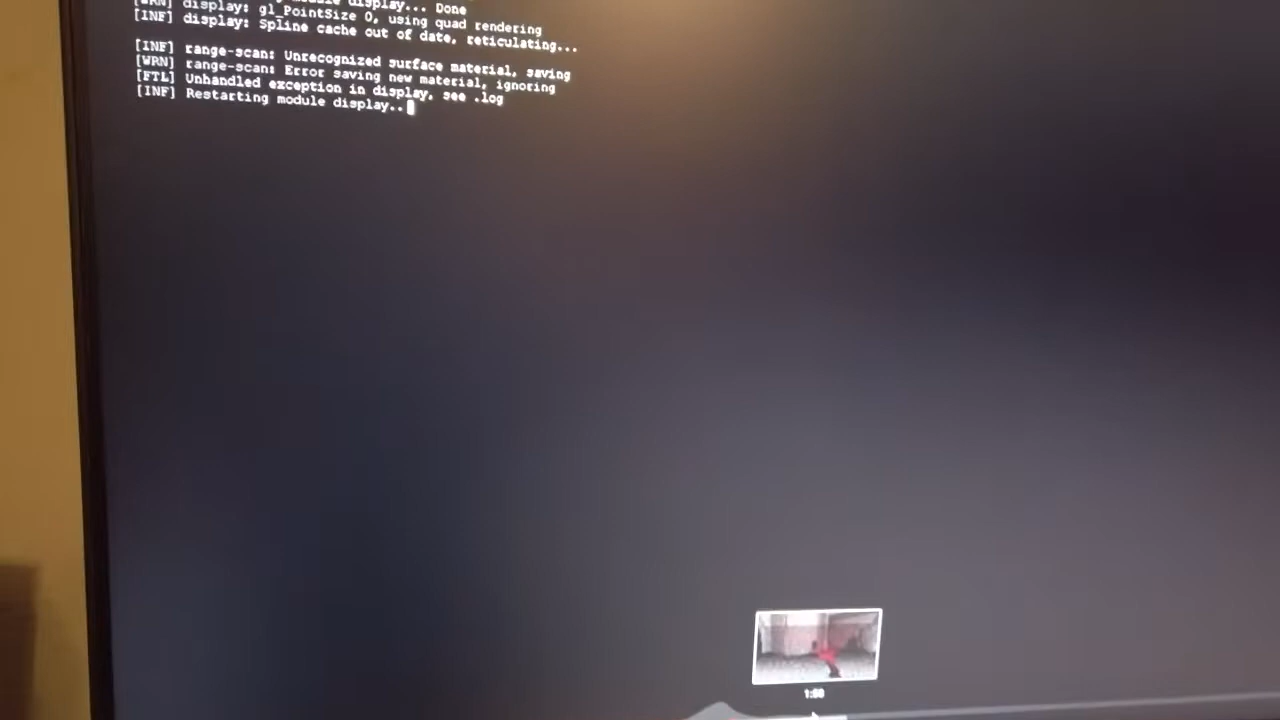 display... Done
display: gl_PointSize 0, using quad rendering
[INF] display: Spline cache out of date, reticulating...
[INF] range-scan: Unrecognized surface material, saving
[WRN] range-scan: Error saving new material, ignoring
[FTL] Unhandled exception in display, see .log
[INF] Restarting module display..